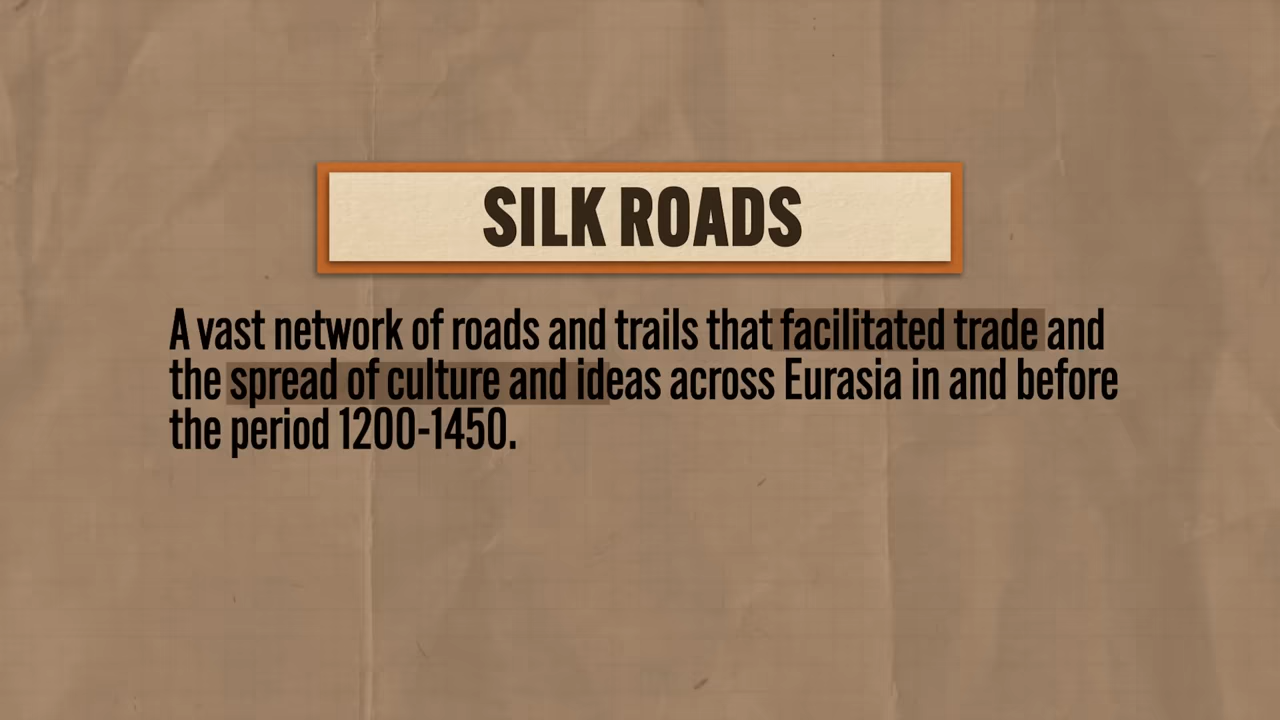 SILK ROADS
A vast network of roads and trails that facilitated trade and
the spread of culture and ideas across Eurasia in and before
the period 1200-1450.